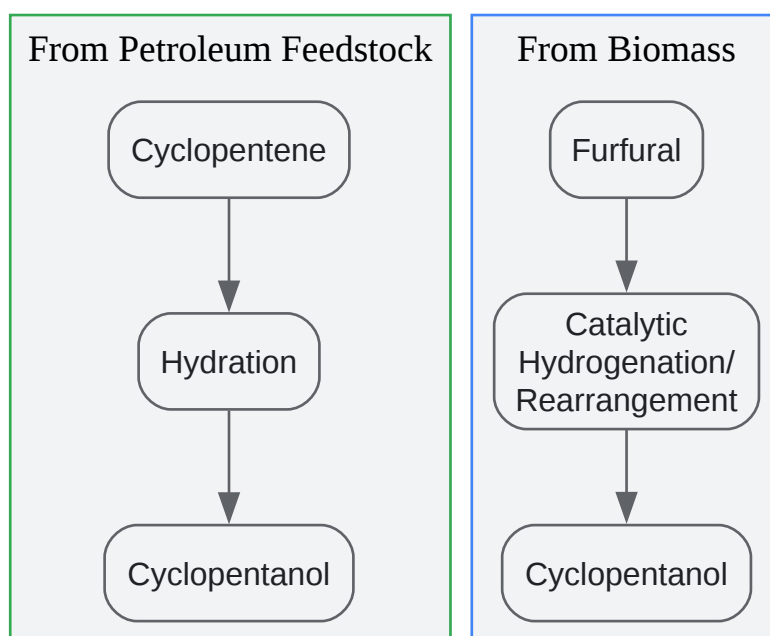 From Petroleum Feedstock
Cyclopentene
Hydration
Cyclopentanol
From Biomass
Furfural
Catalytic
Hydrogenation/
Rearrangement
Cyclopentanol